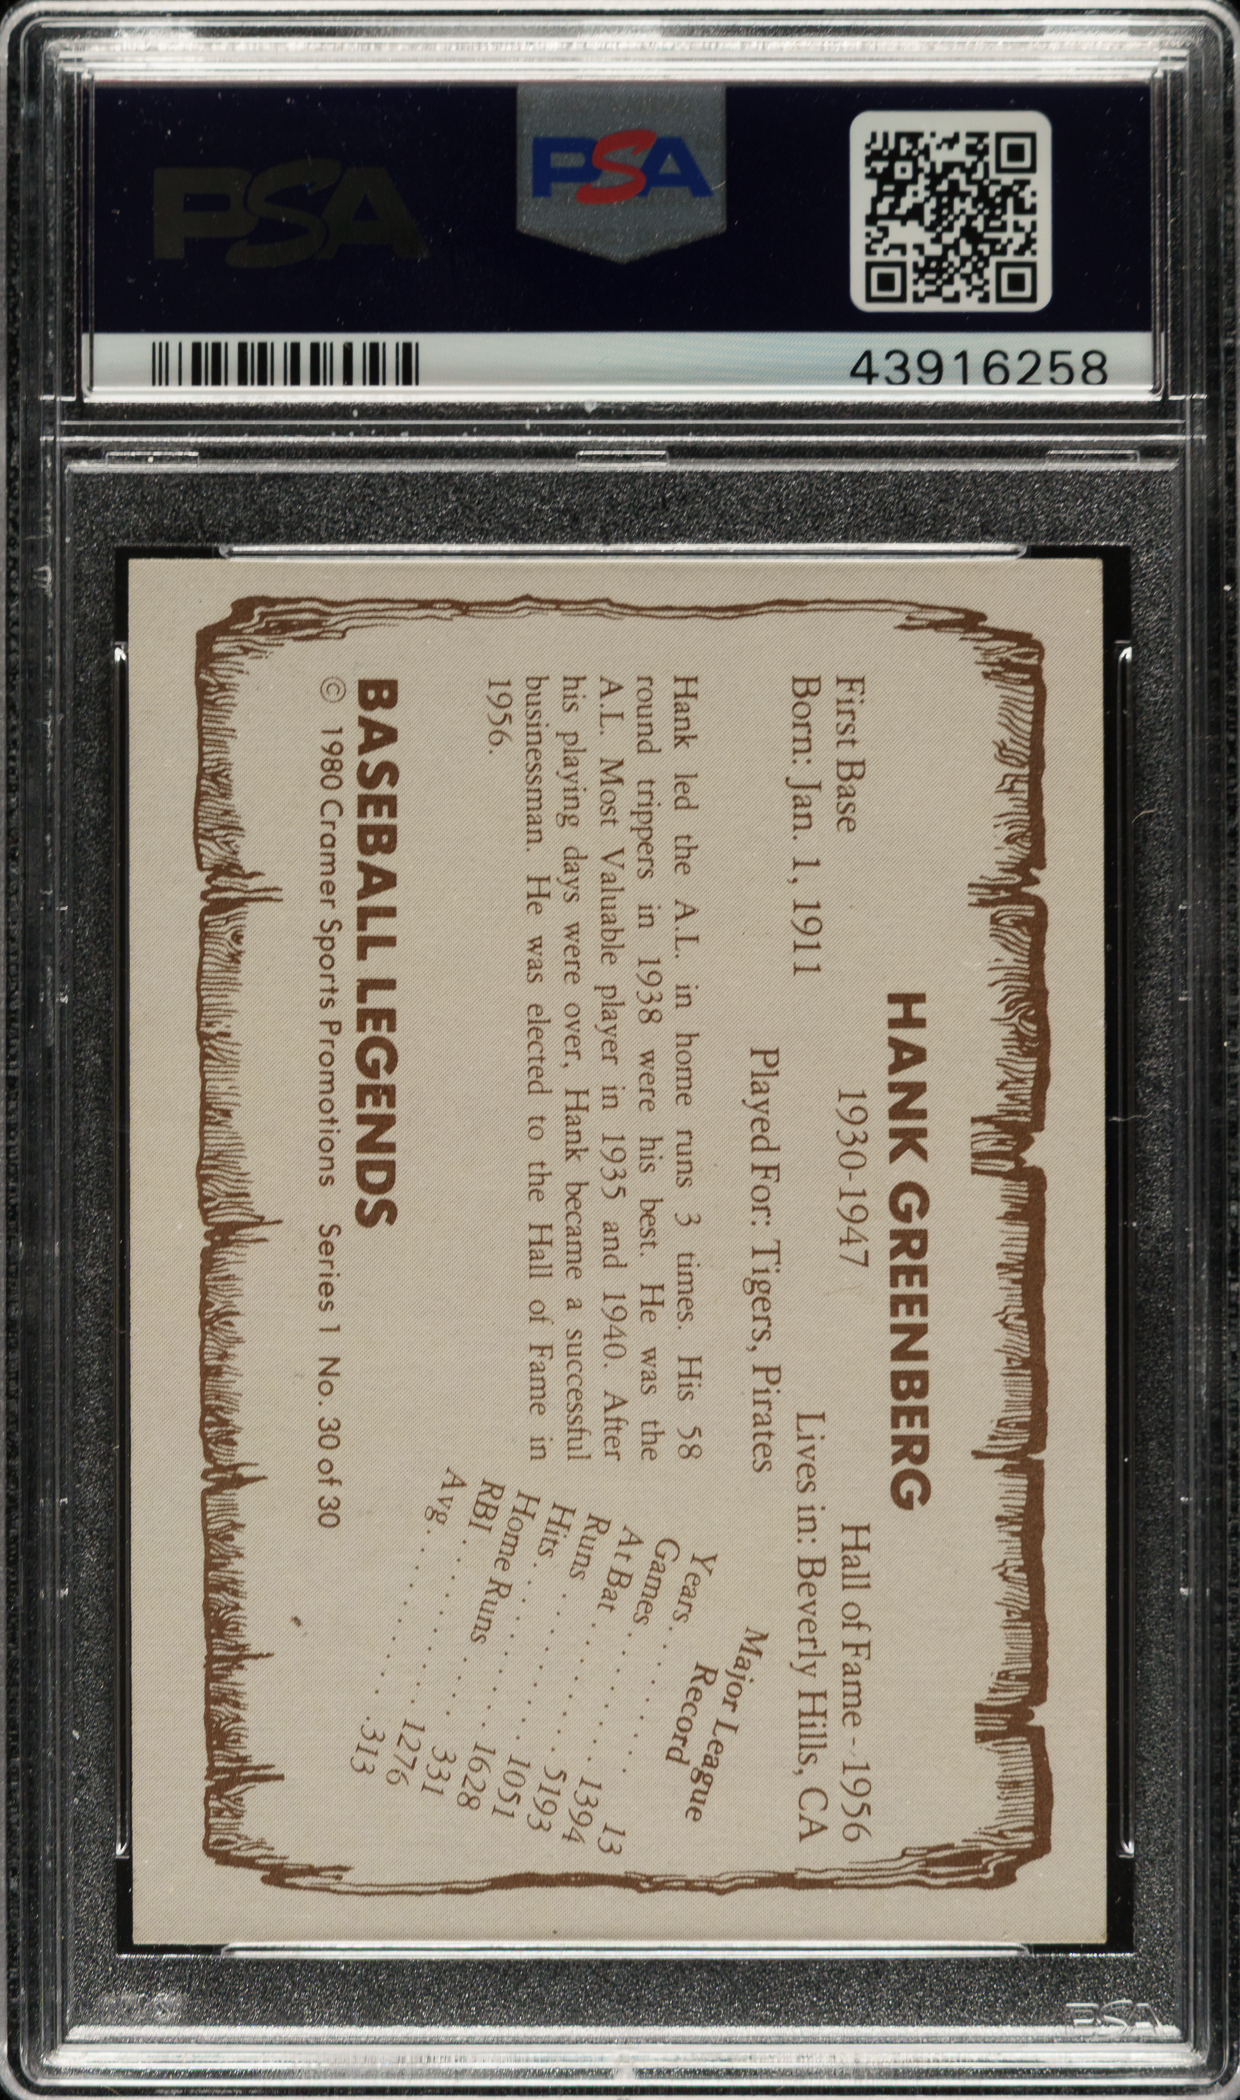 PSA
PSA
43916258
HANK GREENBERG
First Base 1930-1947 Hall of Fame - 1956
Born: Jan. 1, 1911 Lives in: Beverly Hills, CA
Played For: Tigers, Pirates
Hank led the A.L. in home runs 3 times. His 58
round trippers in 1938 were his best. He was the
A.L. Most Valuable player in 1935 and 1940. After
his playing days were over, Hank became a successful
businessman. He was elected to the Hall of Fame in
1956.
Major League
Record
Years . . . . . . . . 13
Games . . . . . . . 1394
At Bat . . . . . . . 5193
Runs . . . . . . . . 1051
Hits . . . . . . . . 1628
Home Runs . . . . 331
RBI . . . . . . . . 1276
Avg. . . . . . . . .313
BASEBALL LEGENDS
© 1980 Cramer Sports Promotions Series 1 No. 30 of 30
PSA